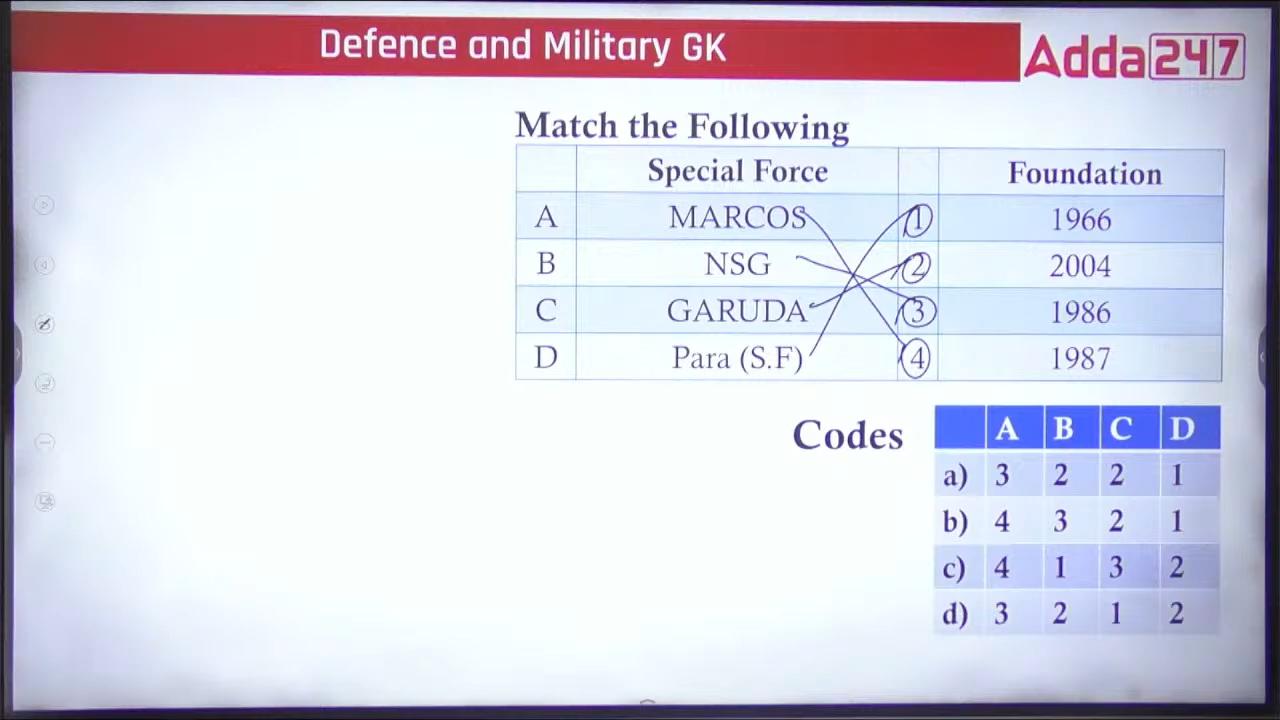 Defence and Military GK
Adda247
Match the Following
Special Force Foundation
A MARCOS 1 1966
B NSG 2 2004
C GARUDA 3 1986
D Para (S.F) 4 1987
Codes
A B C D
a) 3 2 2 1
b) 4 3 2 1
c) 4 1 3 2
d) 3 2 1 2